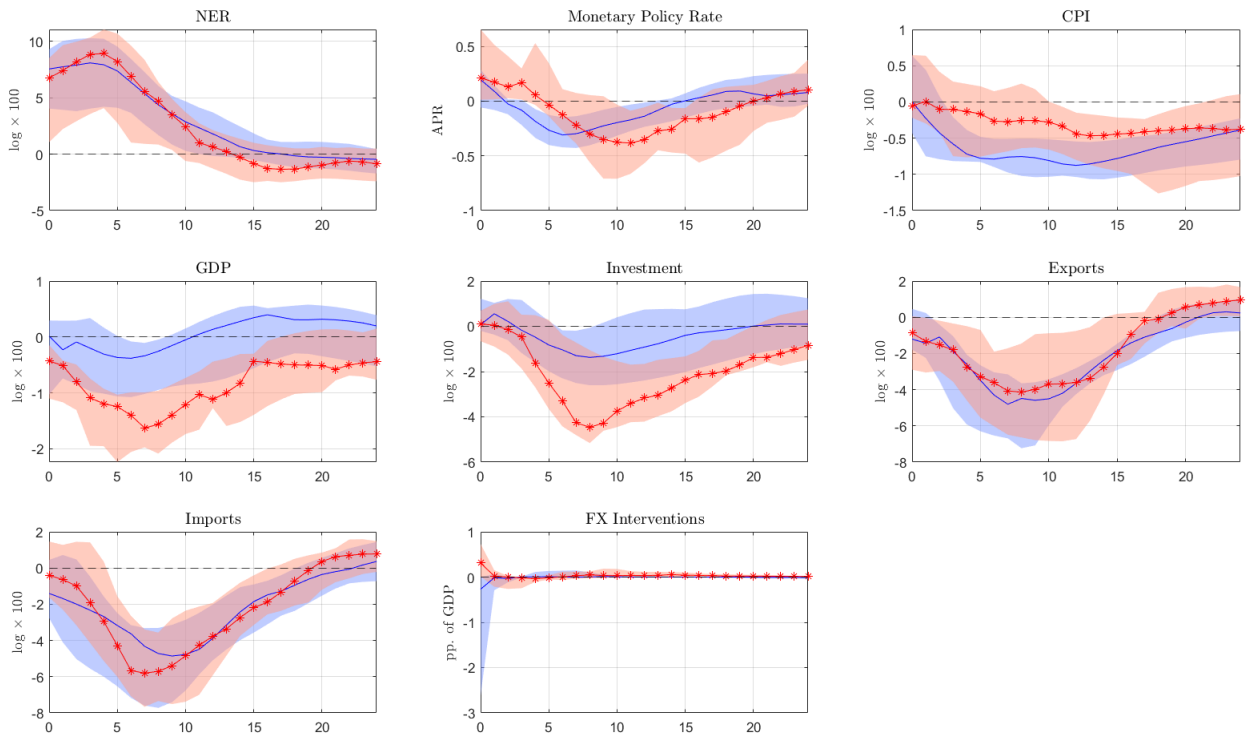 NER
10
5
0
-5
log × 100
0 5 10 15 20
Monetary Policy Rate
0.5
0
-0.5
-1
APR
0 5 10 15 20
CPI
1
0.5
0
-0.5
-1
-1.5
log × 100
0 5 10 15 20
GDP
1
0
-1
-2
log × 100
0 5 10 15 20
Investment
2
0
-2
-4
-6
0 5 10 15 20
Exports
2
0
-2
-4
-6
-8
log × 100
0 5 10 15 20
Imports
2
0
-2
-4
-6
-8
log × 100
0 5 10 15 20
FX Interventions
1
0
-1
-2
-3
pp. of GDP
0 5 10 15 20